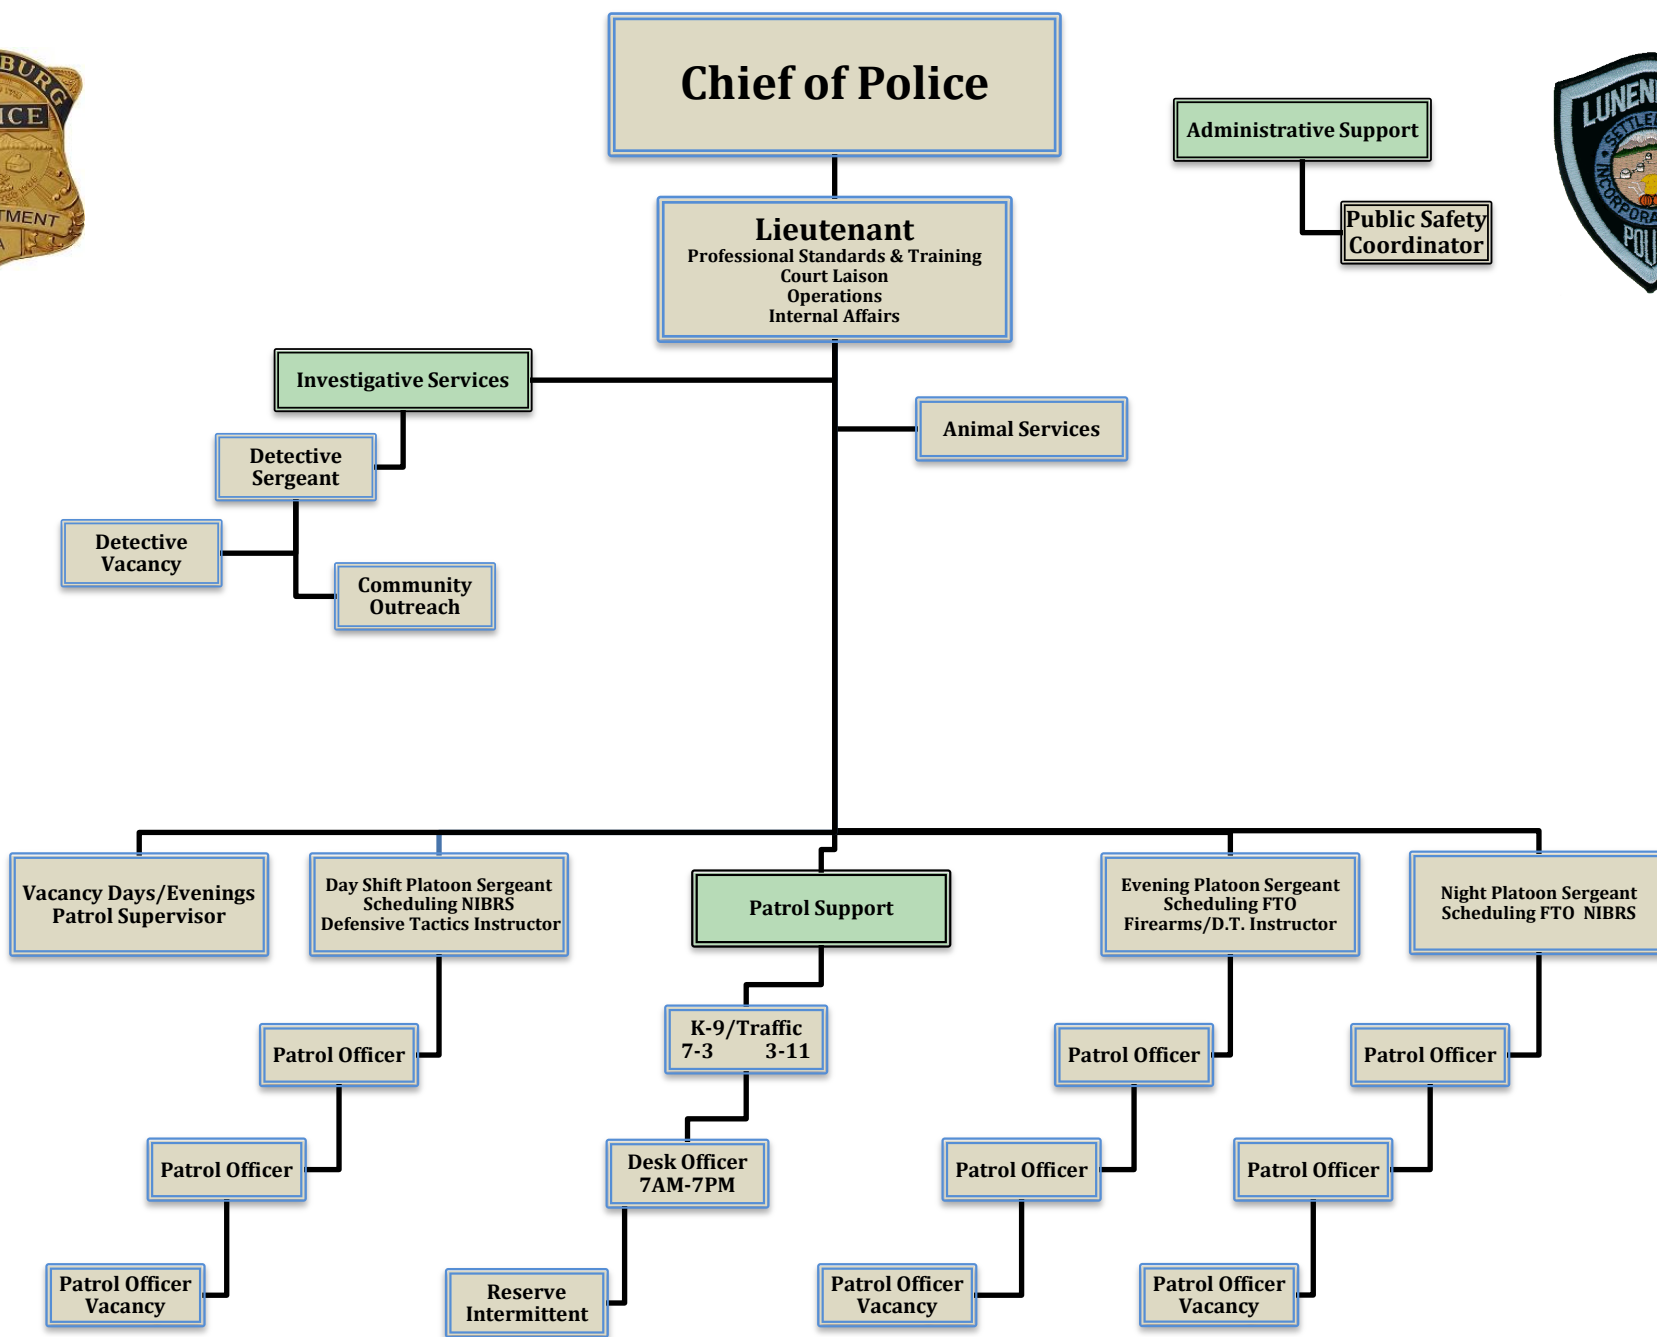 Chief of Police
Administrative Support
Public Safety
Coordinator
Lieutenant
Professional Standards & Training
Court Laison
Operations
Internal Affairs
Investigative Services
Animal Services
Detective
Sergeant
Detective
Vacancy
Community
Outreach
Vacancy Days/Evenings
Patrol Supervisor
Day Shift Platoon Sergeant
Scheduling NIBRS
Defensive Tactics Instructor
Patrol Support
Evening Platoon Sergeant
Scheduling FTO
Firearms/D.T. Instructor
Night Platoon Sergeant
Scheduling FTO NIBRS
Patrol Officer
K-9/Traffic
7-3 3-11
Patrol Officer
Patrol Officer
Patrol Officer
Desk Officer
7AM-7PM
Patrol Officer
Patrol Officer
Patrol Officer
Vacancy
Reserve
Intermittent
Patrol Officer
Vacancy
Patrol Officer
Vacancy